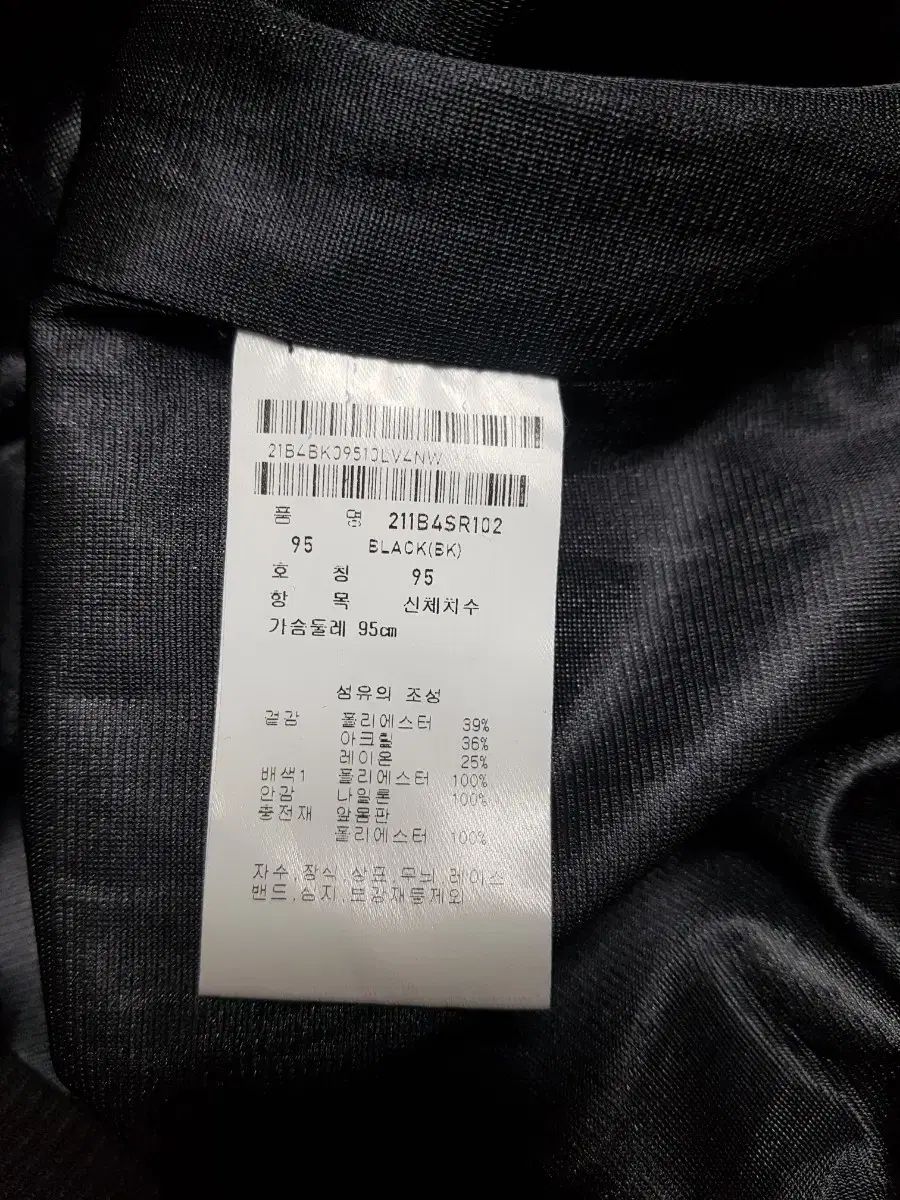 21B4BK09510LV4NW
품 명 211B4SR102
95 BLACK(BK)
호 칭 95
항 목 신체치수
가슴둘레 95cm
섬유의 조성
겉감 폴리에스터 39%
아크릴 36%
레이온 25%
배색1 폴리에스터 100%
안감 나일론 100%
충전재 앞몸판
폴리에스터 100%
자수,장식,상표,무늬,레이스
밴드,심지,보강재등제외